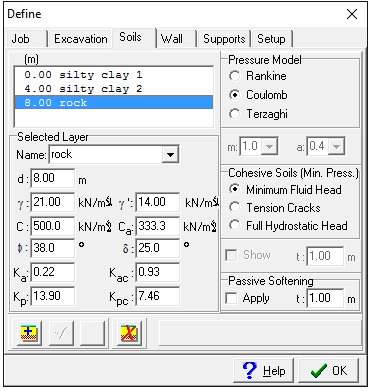 Define
Job Excavation Soils Wall Supports Setup
(m)
0.00 silty clay 1
4.00 silty clay 2
8.00 rock
Selected Layer
Name: rock
d: 8.00 m
γ: 21.00 kN/m³ γ': 14.00 kN/m³
C: 500.0 kN/m² Ca: 333.3 kN/m²
ϕ: 38.0 ° δ: 25.0 °
Ka: 0.22 Kac: 0.93
Kp: 13.90 Kpc: 7.46
Pressure Model
Rankine
Coulomb
Terzaghi
m: 1.0 a: 0.4
Cohesive Soils (Min. Press.)
Minimum Fluid Head
Tension Cracks
Full Hydrostatic Head
Show t: 1.00 m
Passive Softening
Apply t: 1.00 m
? Help OK